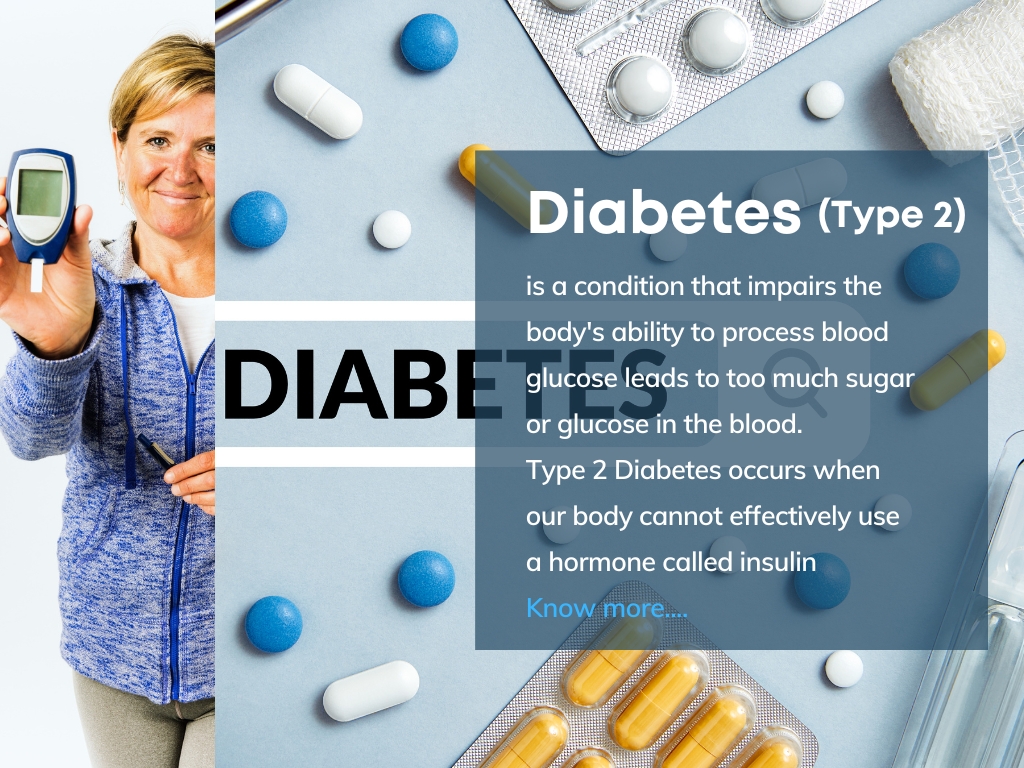 DIABETES
Diabetes (Type 2)
is a condition that impairs the
body's ability to process blood
glucose leads to too much sugar
or glucose in the blood.
Type 2 Diabetes occurs when
our body cannot effectively use
a hormone called insulin
Know more....